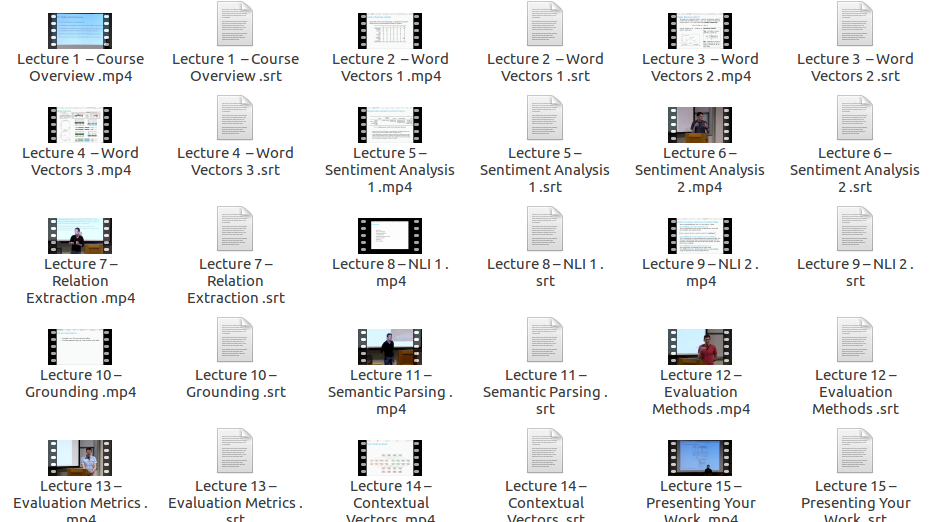 Lecture 1 – Course
Overview .mp4
Lecture 1 – Course
Overview .srt
Lecture 2 – Word
Vectors 1 .mp4
Lecture 2 – Word
Vectors 1 .srt
Lecture 3 – Word
Vectors 2 .mp4
Lecture 3 – Word
Vectors 2 .srt
Lecture 4 – Word
Vectors 3 .mp4
Lecture 4 – Word
Vectors 3 .srt
Lecture 5 –
Sentiment Analysis
1 .mp4
Lecture 5 –
Sentiment Analysis
1 .srt
Lecture 6 –
Sentiment Analysis
2 .mp4
Lecture 6 –
Sentiment Analysis
2 .srt
Lecture 7 –
Relation
Extraction .mp4
Lecture 7 –
Relation
Extraction .srt
Lecture 8 – NLI 1 .
mp4
Lecture 8 – NLI 1 .
srt
Lecture 9 – NLI 2 .
mp4
Lecture 9 – NLI 2 .
srt
Lecture 10 –
Grounding .mp4
Lecture 10 –
Grounding .srt
Lecture 11 –
Semantic Parsing .
mp4
Lecture 11 –
Semantic Parsing .
srt
Lecture 12 –
Evaluation
Methods .mp4
Lecture 12 –
Evaluation
Methods .srt
Lecture 13 –
Evaluation Metrics .
mp4
Lecture 13 –
Evaluation Metrics .
srt
Lecture 14 –
Contextual
Vectors .mp4
Lecture 14 –
Contextual
Vectors .srt
Lecture 15 –
Presenting Your
Work .mp4
Lecture 15 –
Presenting Your
Work .srt